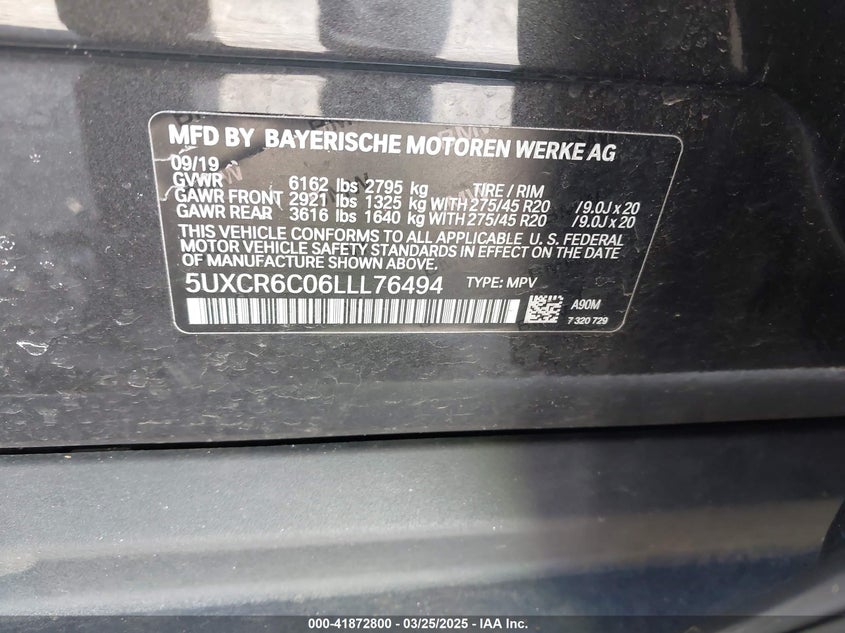 MFD BY BAYERISCHE MOTOREN WERKE AG
09/19
GVWR 6162 lbs 2795 kg TIRE / RIM
GAWR FRONT 2921 lbs 1325 kg WITH 275/45 R20 /9.0J x 20
GAWR REAR 3616 lbs 1640 kg WITH 275/45 R20 /9.0J x 20
THIS VEHICLE CONFORMS TO ALL APPLICABLE U. S. FEDERAL
MOTOR VEHICLE SAFETY STANDARDS IN EFFECT ON THE DATE
OF MANUFACTURE SHOWN ABOVE.
5UXCR6C06LLL76494 TYPE: MPV
A90M
7 320 729
000-41872800 - 03/25/2025 - IAA Inc.